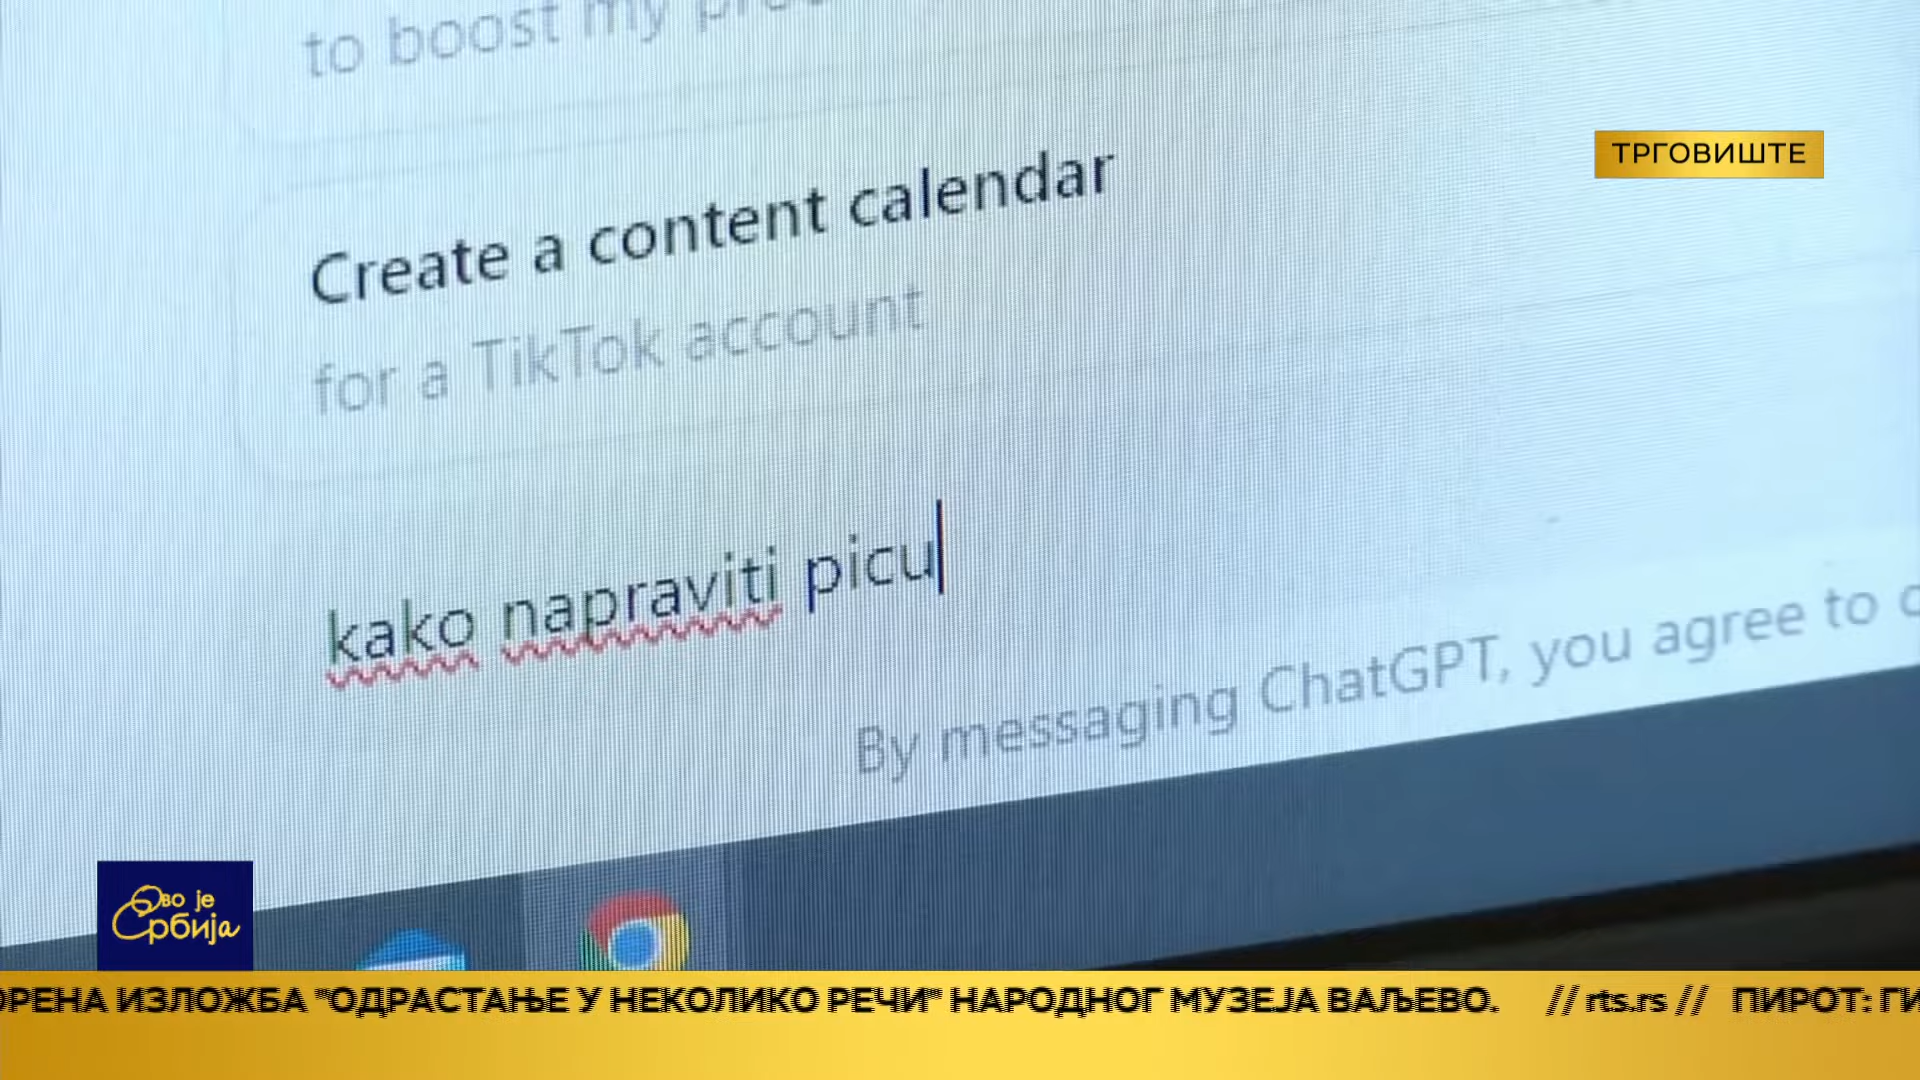 to boost my
ТРГОВИШТЕ
Create a content calendar
for a TikTok account
kako napraviti picu
By messaging ChatGPT, you agree to
Ово је
Србија
ИЗЛОЖБА "ОДРАСТАЊЕ У НЕКОЛИКО РЕЧИ" НАРОДНОГ МУЗЕЈА ВАЉЕВО. // rts.rs // ПИРОТ: